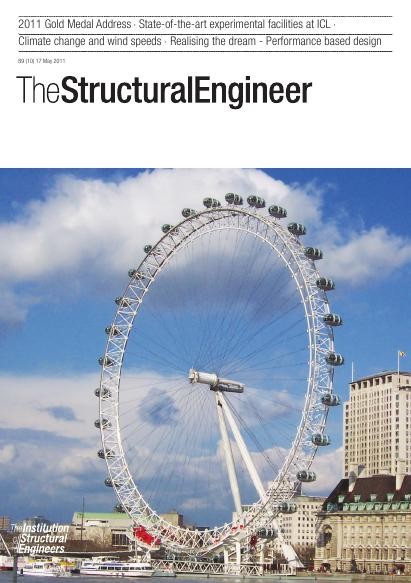 2011 Gold Medal Address · State-of-the-art experimental facilities at ICL ·
Climate change and wind speeds · Realising the dream - Performance based design
89 (10) 17 May 2011
TheStructuralEngineer
The Institution
of Structural
Engineers